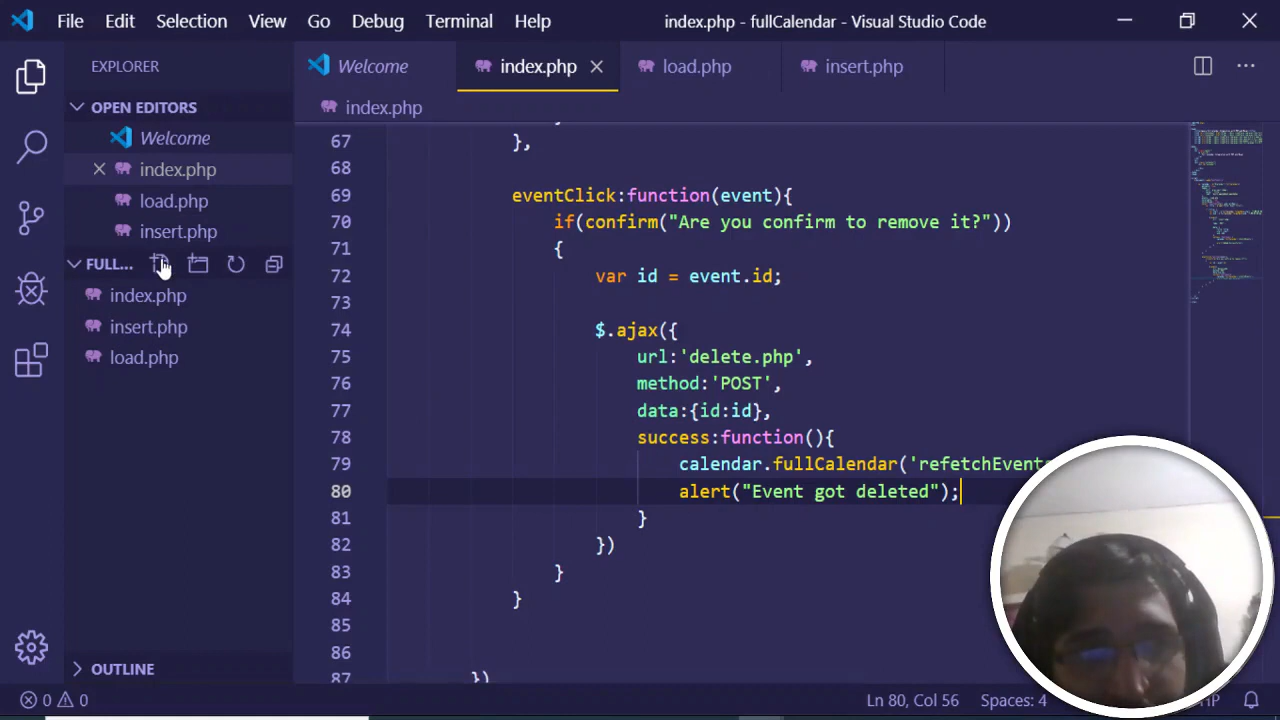 File Edit Selection View Go Debug Terminal Help index.php - fullCalendar - Visual Studio Code
EXPLORER
Welcome index.php load.php insert.php
OPEN EDITORS
index.php
Welcome
index.php
load.php
insert.php
FULL...
index.php
insert.php
load.php
OUTLINE
67 },
68
69 eventClick:function(event){
70 if(confirm("Are you confirm to remove it?"))
71 {
72 var id = event.id;
73
74 $.ajax({
75 url:'delete.php',
76 method:'POST',
77 data:{id:id},
78 success:function(){
79 calendar.fullCalendar('refetchEvents
80 alert("Event got deleted");
81 }
82 })
83 }
84 }
85
86
87 })
0 0 Ln 80, Col 56 Spaces: 4 HP